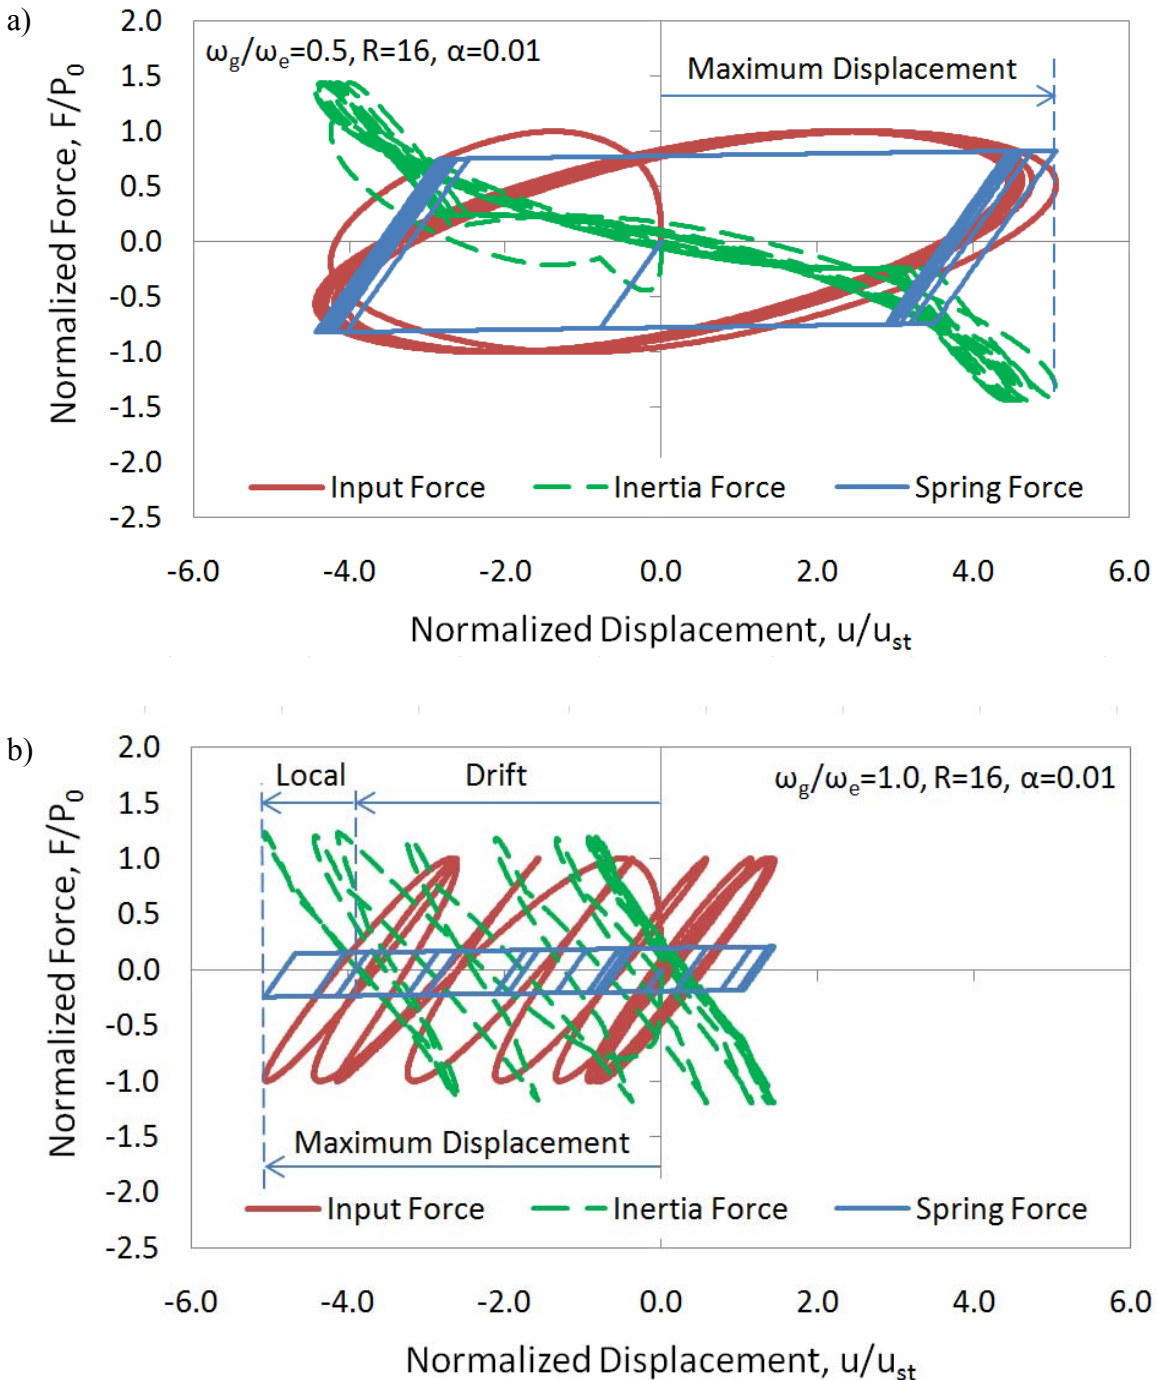 a)
ωg/ωe=0.5, R=16, α=0.01
Maximum Displacement
Normalized Force, F/P0
2.0
1.5
1.0
0.5
0.0
-0.5
-1.0
-1.5
-2.0
-2.5
Input Force Inertia Force Spring Force
-6.0 -4.0 -2.0 0.0 2.0 4.0 6.0
Normalized Displacement, u/ust
b)
Local Drift
ωg/ωe=1.0, R=16, α=0.01
Normalized Force, F/P0
2.0
1.5
1.0
0.5
0.0
-0.5
-1.0
-1.5
-2.0
-2.5
Maximum Displacement
Input Force Inertia Force Spring Force
-6.0 -4.0 -2.0 0.0 2.0 4.0 6.0
Normalized Displacement, u/ust